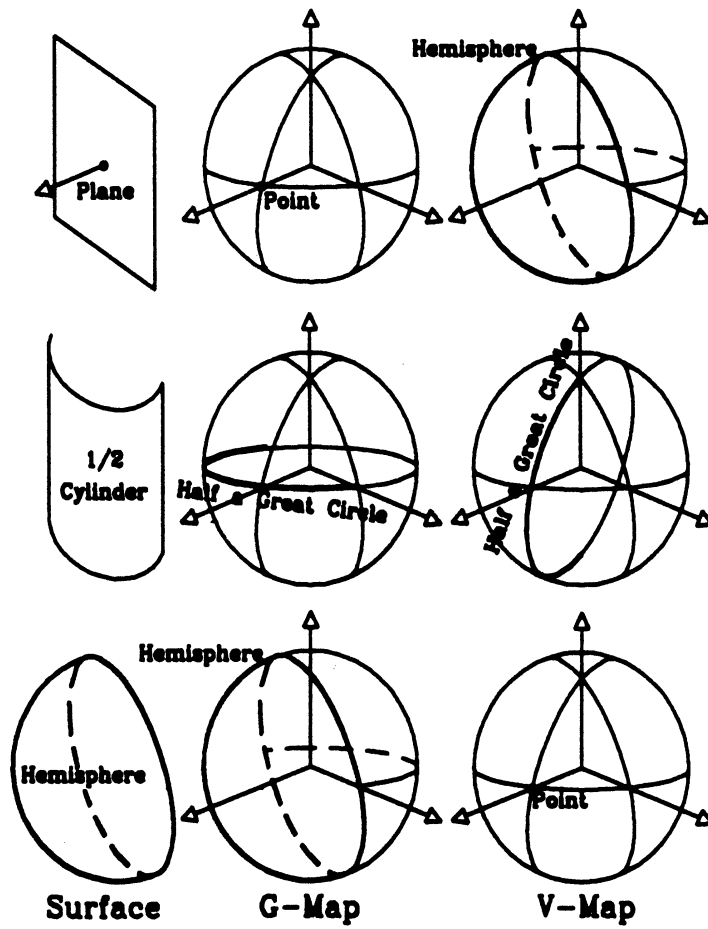 Hemisphere
Plane
Point
1/2
Cylinder
Half a Great Circle
Half a Great Circle
Hemisphere
Hemisphere
Point
Surface
G-Map
V-Map